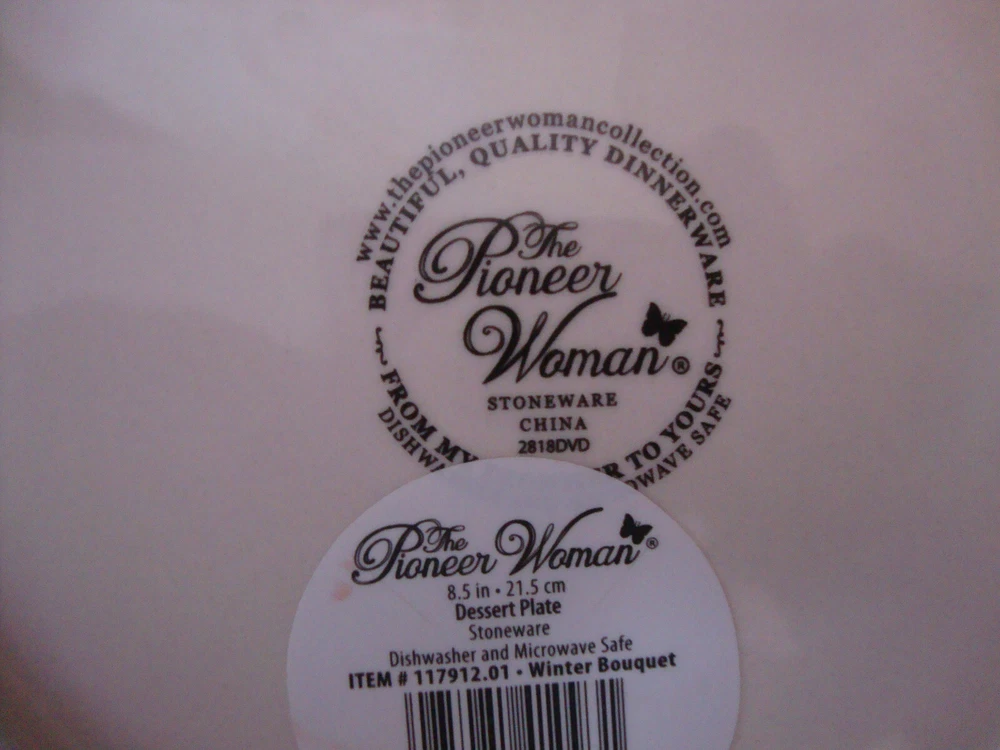 www.thepioneerwomancollection.com
BEAUTIFUL, QUALITY DINNERWARE
The
Pioneer
Woman®
STONEWARE
CHINA
2818DVD
FROM MY
TO YOURS
SAFE
The
Pioneer Woman®
8.5 in • 21.5 cm
Dessert Plate
Stoneware
Dishwasher and Microwave Safe
ITEM # 117912.01 • Winter Bouquet